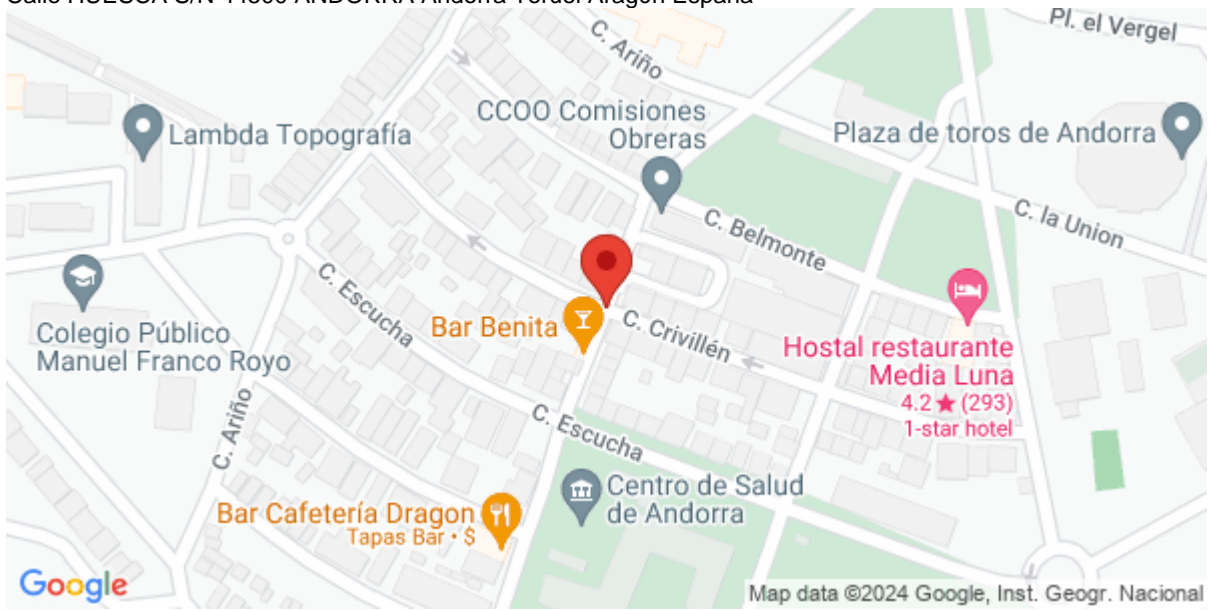 Pl. el Vergel
C. Ariño
CCOO Comisiones
Obreras
Lambda Topografía
Plaza de toros de Andorra
C. la Union
C. Belmonte
C. Escucha
Colegio Público
Manuel Franco Royo
Bar Benita
C. Crivillén
Hostal restaurante
Media Luna
4.2 ★ (293)
1-star hotel
C. Ariño
C. Escucha
Centro de Salud
de Andorra
Bar Cafetería Dragon
Tapas Bar • $
Google
Map data ©2024 Google, Inst. Geogr. Nacional